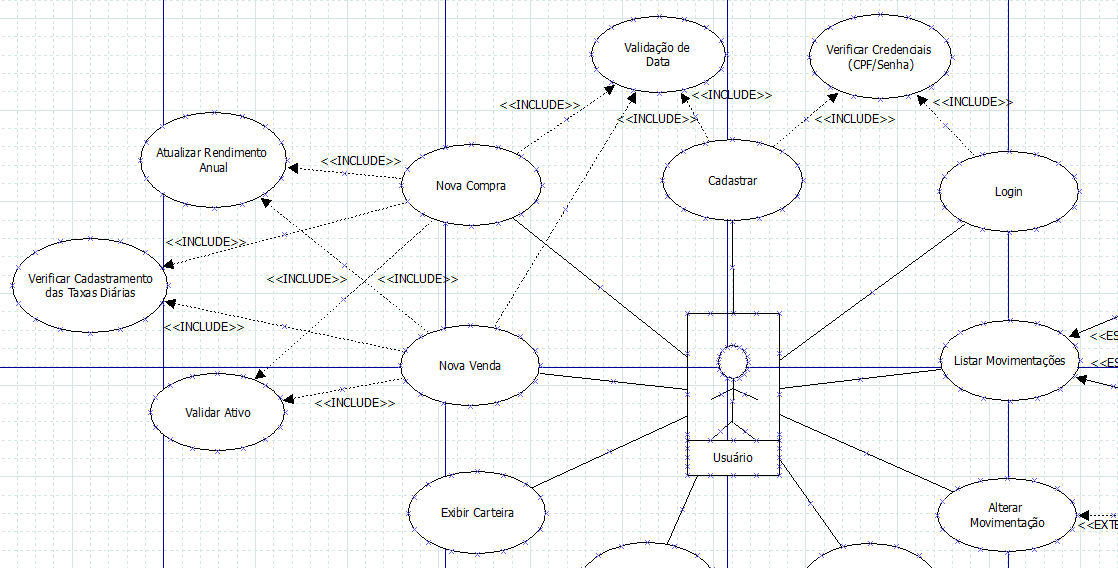 Validação de
Data
Verificar Credenciais
(CPF/Senha)
<<INCLUDE>>
<<INCLUDE>>
<<INCLUDE>>
<<INCLUDE>>
<<INCLUDE>>
Atualizar Rendimento
Anual
<<INCLUDE>>
Nova Compra
Cadastrar
Login
<<INCLUDE>>
Verificar Cadastramento
das Taxas Diárias
<<INCLUDE>>
<<INCLUDE>>
<<INCLUDE>>
<<ES
Nova Venda
Listar Movimentações
<<ES
Validar Ativo
<<INCLUDE>>
Usuário
Exibir Carteira
Alterar
Movimentação
<<EXTE